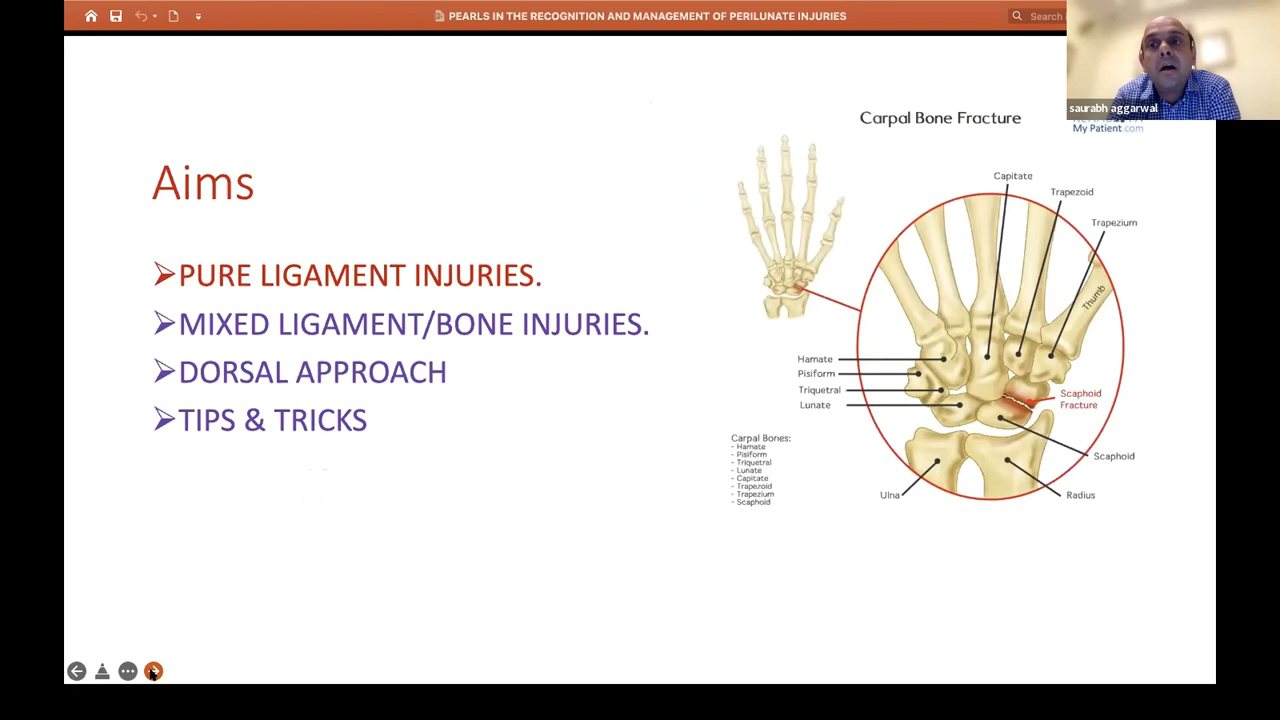 PEARLS IN THE RECOGNITION AND MANAGEMENT OF PERILUNATE INJURIES
Search
saurabh aggarwal
Aims
➢PURE LIGAMENT INJURIES.
➢MIXED LIGAMENT/BONE INJURIES.
➢DORSAL APPROACH
➢TIPS & TRICKS
Carpal Bone Fracture
My Patient.com
Capitate
Trapezoid
Trapezium
Thumb
Hamate
Pisiform
Triquetral
Lunate
Scaphoid
Fracture
Scaphoid
Ulna
Radius
Carpal Bones:
- Hamate
- Pisiform
- Triquetral
- Lunate
- Capitate
- Trapezoid
- Trapezium
- Scaphoid